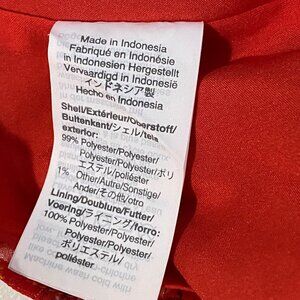 Made in Indonesia
Fabriqué en Indonésie
in Indonesien Hergestellt
Vervaardigd in Indonesië
インドネシア製
Hecho en Indonesia
Shell/Extérieur/Oberstoff/
Buitenkant/シェル/tela
exterior:
99% Polyester/Polyester/
Polyester/Polyester/ポリ
エステル/poliéster
1% Other/Autre/Sonstige/
Ander/その他/otro
Lining/Doublure/Futter/
Voering/ライニング/forro:
100% Polyester/Polyester/
Polyester/Polyester/
ポリエステル/
poliéster